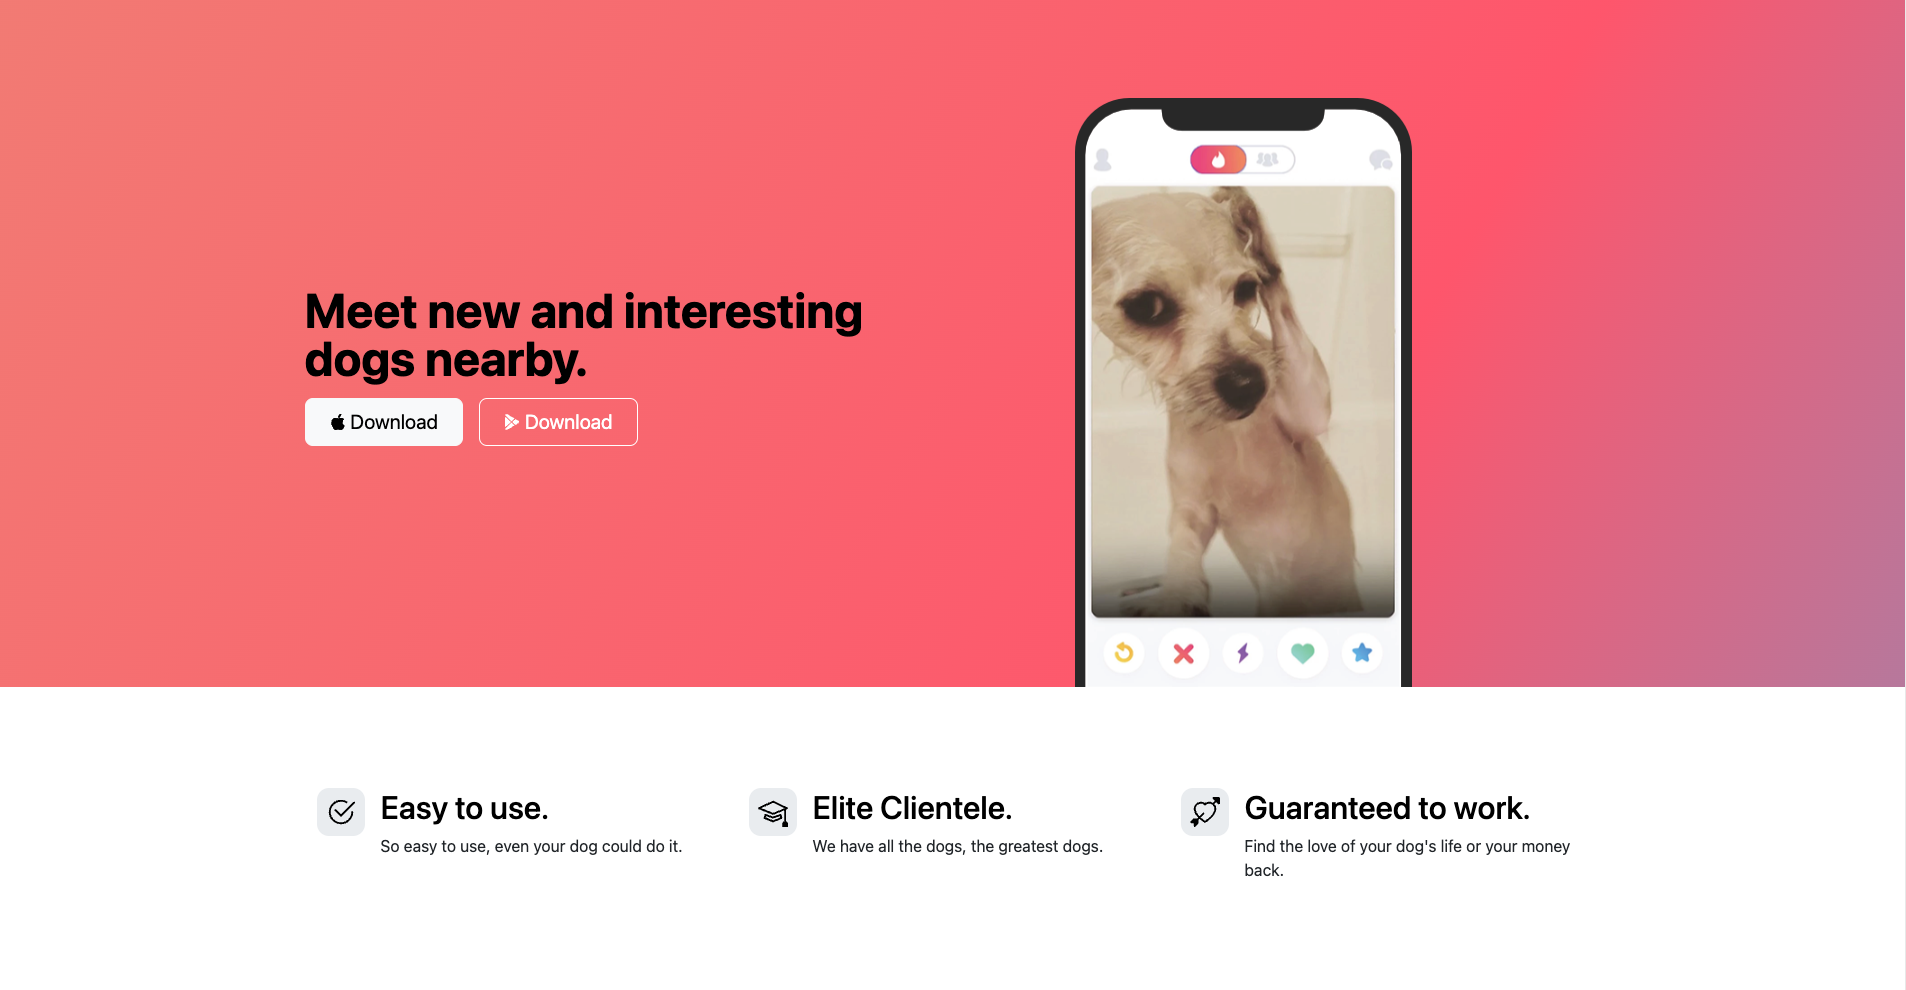 Meet new and interesting
dogs nearby.
Download
Download
Easy to use.
So easy to use, even your dog could do it.
Elite Clientele.
We have all the dogs, the greatest dogs.
Guaranteed to work.
Find the love of your dog's life or your money
back.